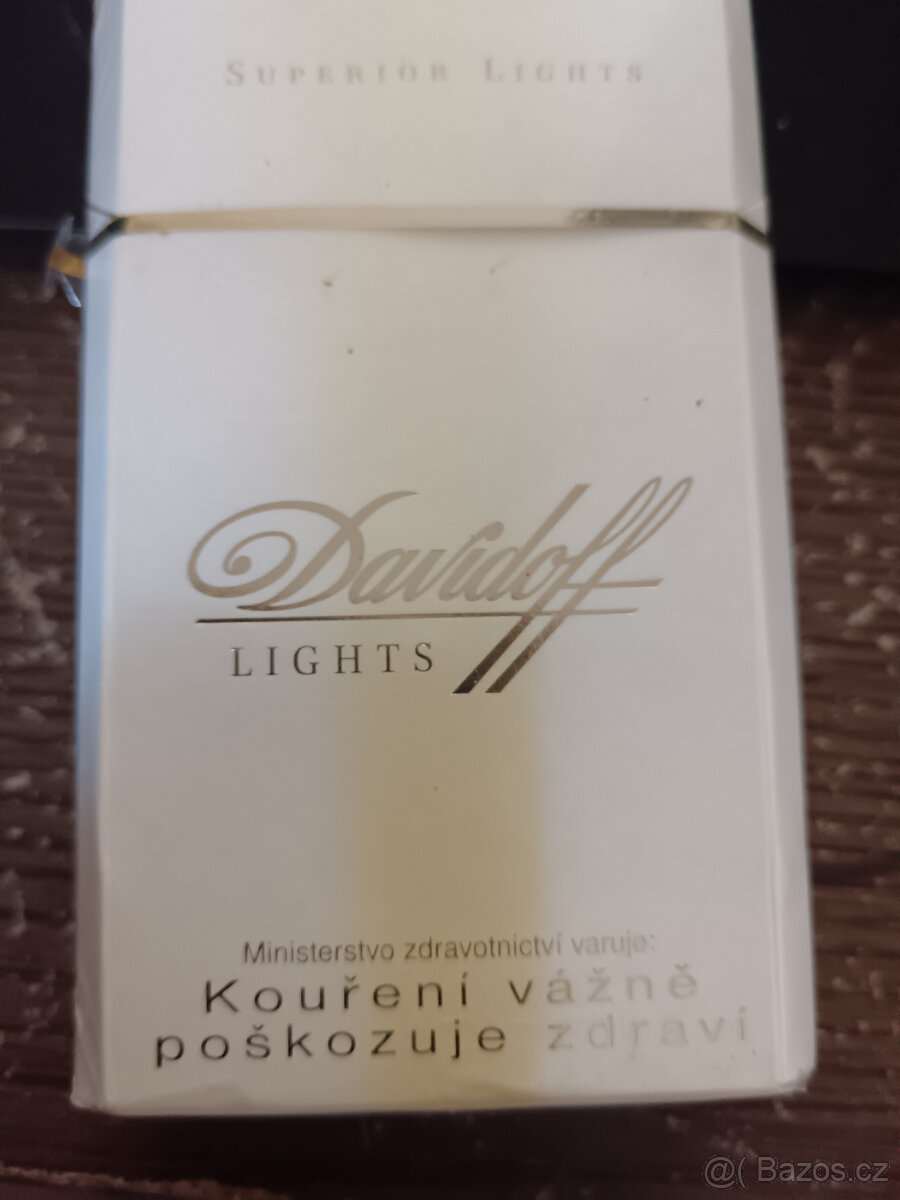 SUPERIOR LIGHTS
Davidoff
LIGHTS
Ministerstvo zdravotnictví varuje:
Kouření vážně
poškozuje zdraví
@( Bazos.cz